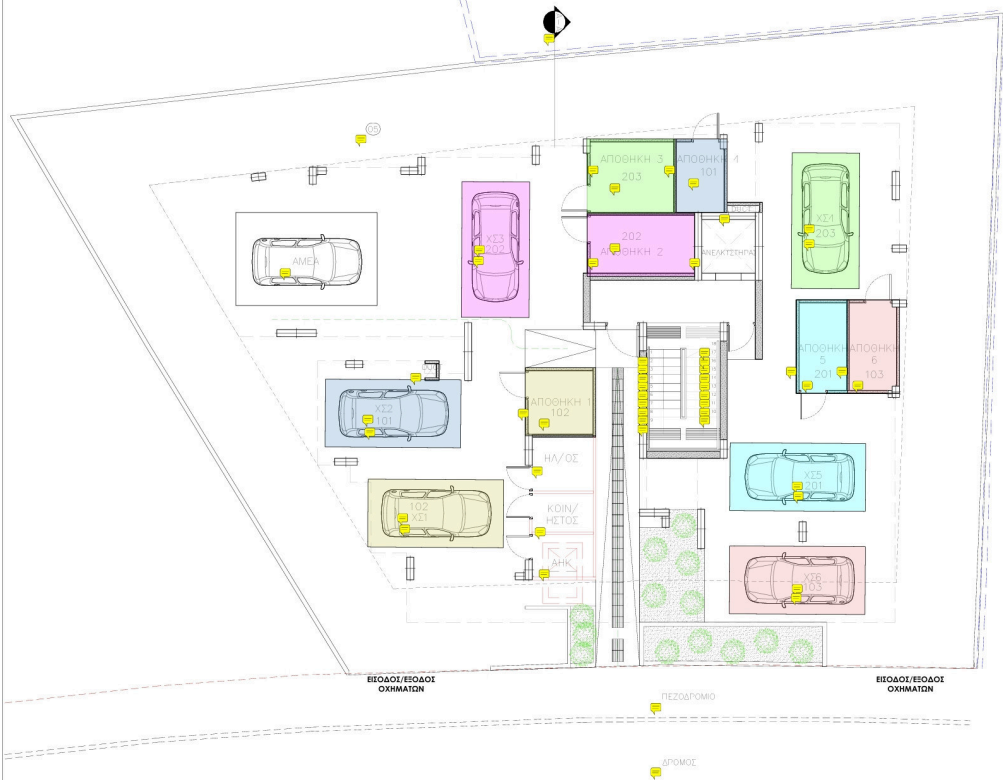 05
ΑΠΟΘΗΚΗ 3
203
ΑΠΟΘΗΚΗ 4
101
DUCT
ΧΣ3
202
202
ΑΠΟΘΗΚΗ 2
ΑΝΕΛΚΥΣΤΗΡΑΣ
ΧΣ4
203
ΑΜΕΑ
ΑΠΟΘΗΚΗ
5
201
ΑΠΟΘΗΚΗ
6
103
ΧΣ2
101
ΑΠΟΘΗΚΗ 1
102
ΗΛ/ΟΣ
ΧΣ5
201
102
ΧΣ1
ΚΟΙΝ/
ΗΣΤΟΣ
ΑΗΚ
ΧΣ6
103
ΕΙΣΟΔΟΣ/ΕΞΟΔΟΣ
ΟΧΗΜΑΤΩΝ
ΕΙΣΟΔΟΣ/ΕΞΟΔΟΣ
ΟΧΗΜΑΤΩΝ
ΠΕΖΟΔΡΟΜΙΟ
ΔΡΟΜΟΣ